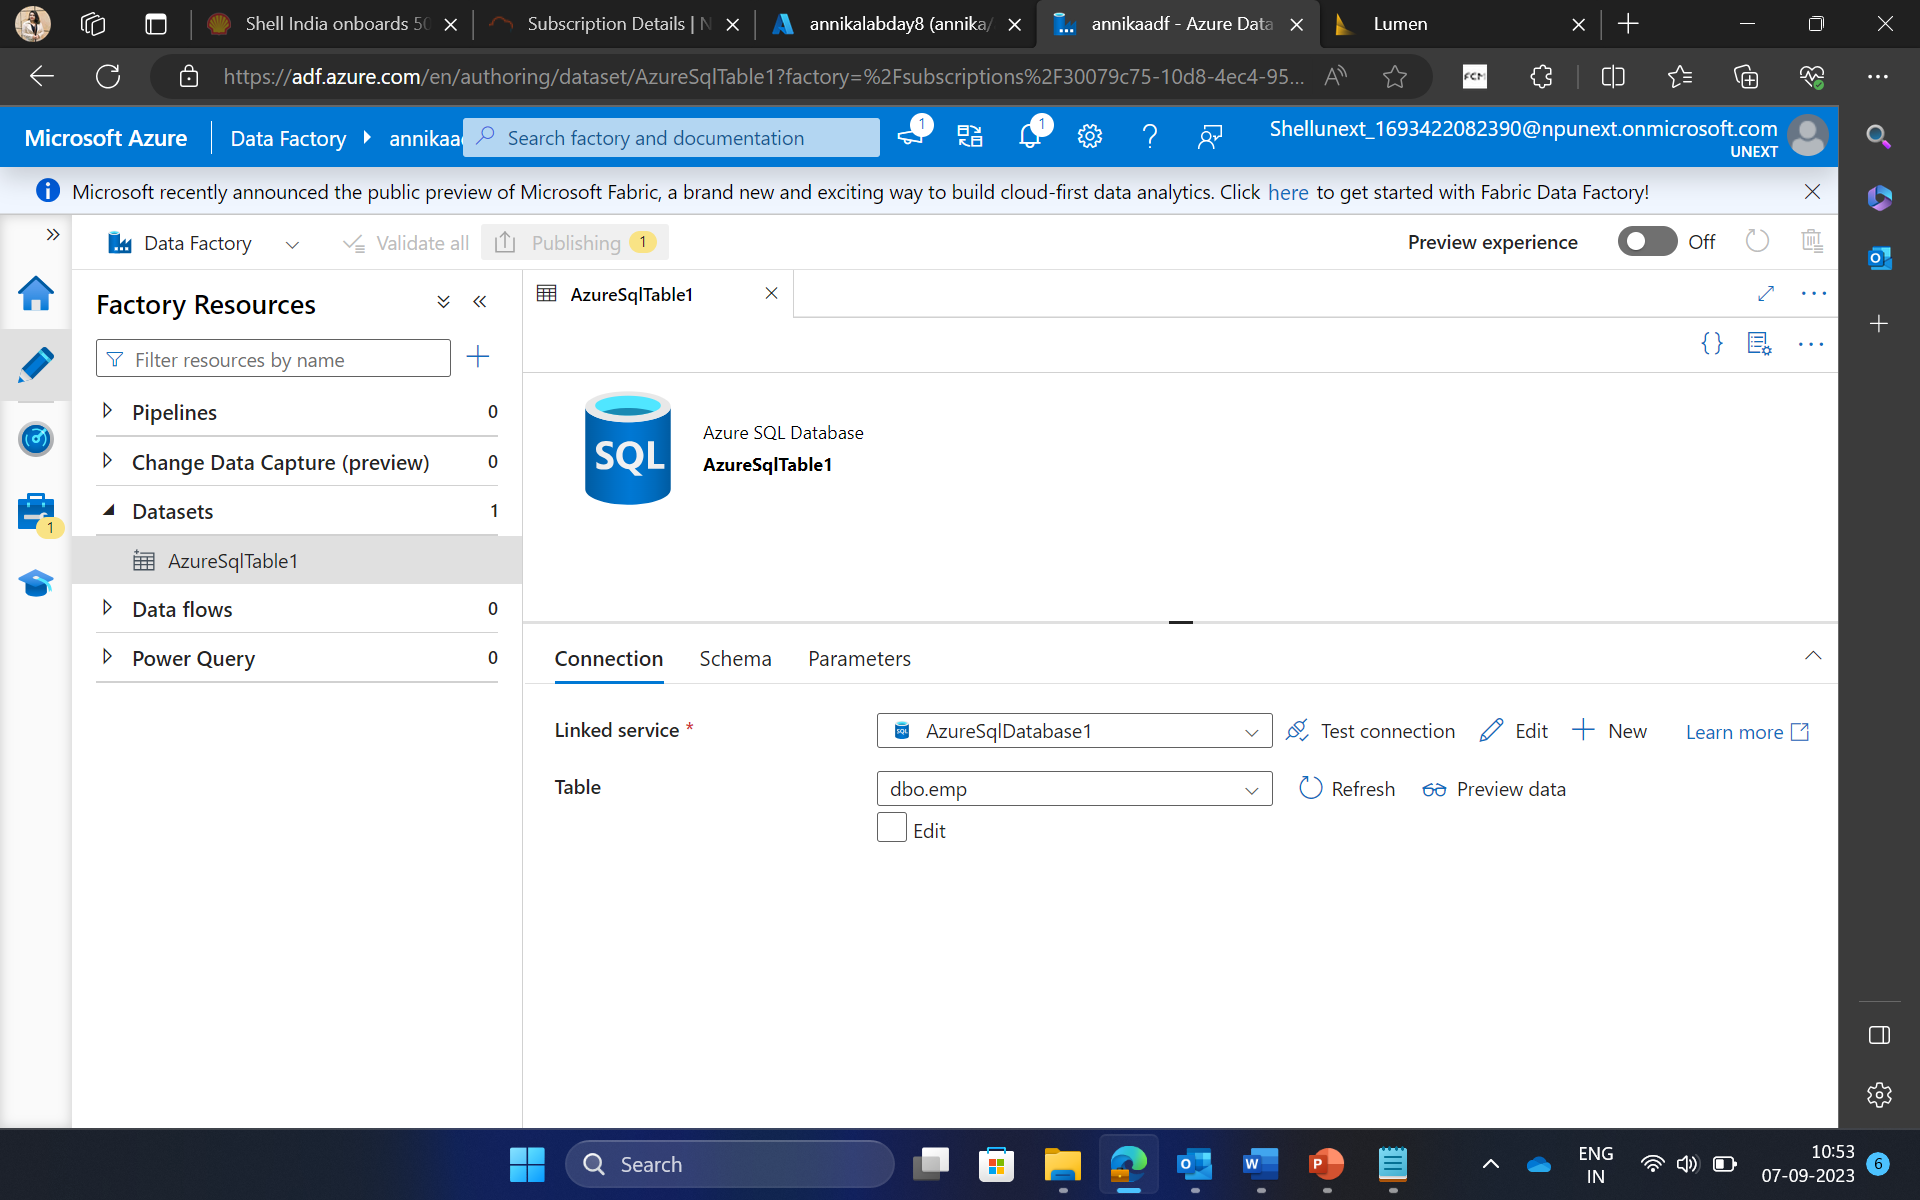 Shell India onboards 50
Subscription Details | N
annikalabday8 (annika/
annikaadf - Azure Data
Lumen
https://adf.azure.com/en/authoring/dataset/AzureSqlTable1?factory=%2Fsubscriptions%2F30079c75-10d8-4ec4-95...
FCM
Microsoft Azure
Data Factory
annikaa
Search factory and documentation
1
1
Shellunext_1693422082390@npunext.onmicrosoft.com
UNEXT
Microsoft recently announced the public preview of Microsoft Fabric, a brand new and exciting way to build cloud-first data analytics. Click here to get started with Fabric Data Factory!
Data Factory
Validate all
Publishing 1
Preview experience
Off
Factory Resources
Filter resources by name
Pipelines 0
Change Data Capture (preview) 0
Datasets 1
AzureSqlTable1
Data flows 0
Power Query 0
1
AzureSqlTable1
SQL
Azure SQL Database
AzureSqlTable1
Connection
Schema
Parameters
Linked service *
AzureSqlDatabase1
Test connection
Edit
New
Learn more
Table
dbo.emp
Refresh
Preview data
Edit
Search
ENG
IN
10:53
07-09-2023
6